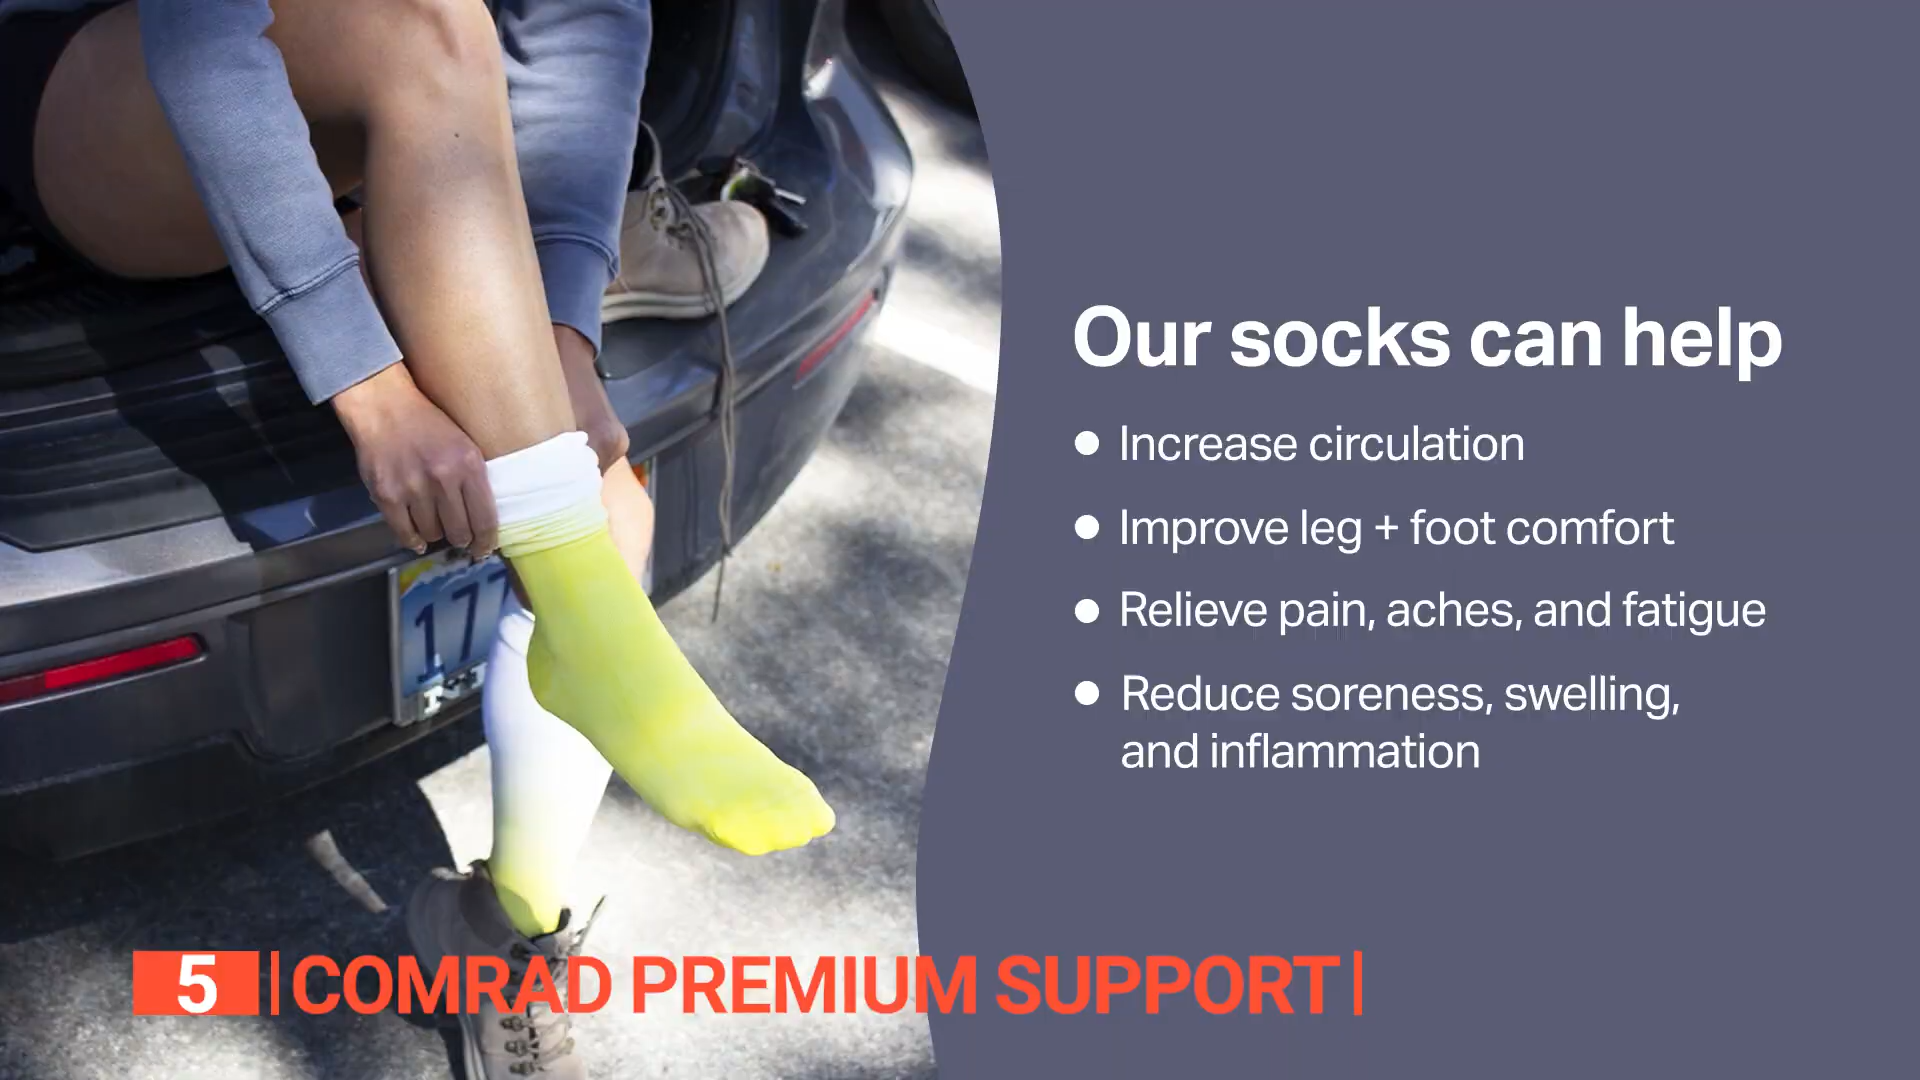 Our socks can help
Increase circulation
Improve leg + foot comfort
Relieve pain, aches, and fatigue
Reduce soreness, swelling,
and inflammation
17
5 | COMRAD PREMIUM SUPPORT |